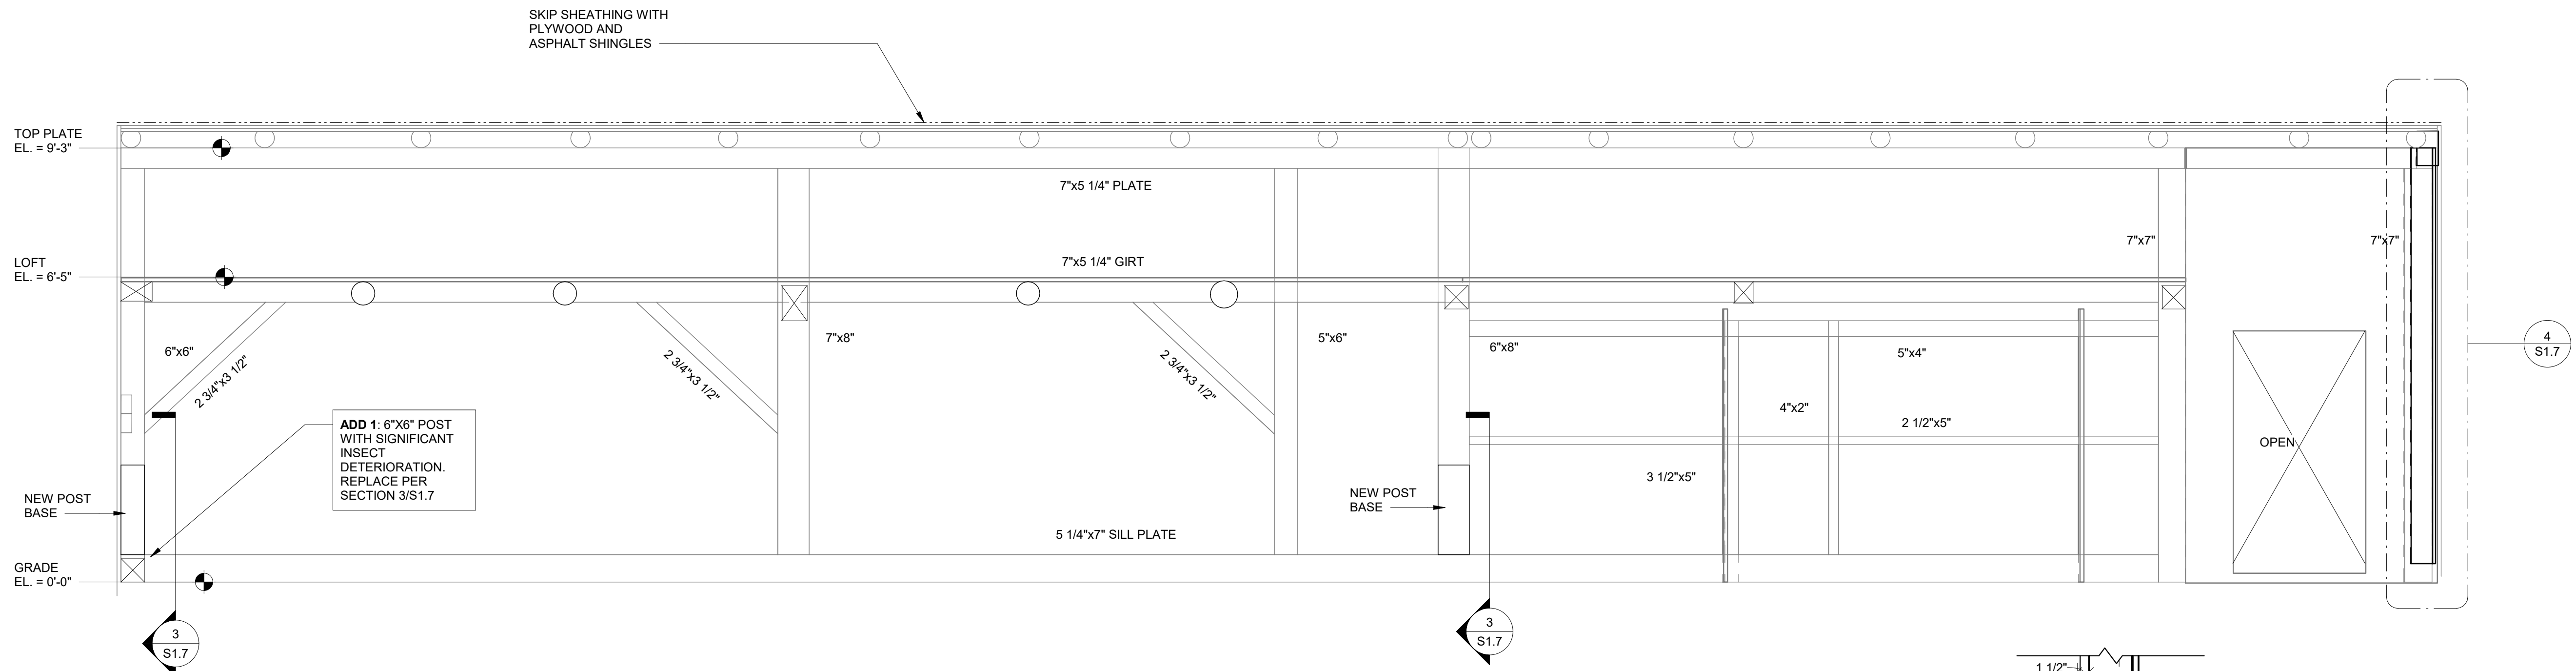 SKIP SHEATHING WITH
PLYWOOD AND
ASPHALT SHINGLES
TOP PLATE
EL. = 9'-3"
7"x5 1/4" PLATE
LOFT
EL. = 6'-5"
7"x5 1/4" GIRT
7"x7"
7"x7"
6"x6"
2 3/4"x3 1/2"
2 3/4"x3 1/2"
7"x8"
2 3/4"x3 1/2"
5"x6"
6"x8"
5"x4"
4
S1.7
4"x2"
2 1/2"x5"
OPEN
3 1/2"x5"
ADD 1: 6"X6" POST
WITH SIGNIFICANT
INSECT
DETERIORATION.
REPLACE PER
SECTION 3/S1.7
NEW POST
BASE
NEW POST
BASE
5 1/4"x7" SILL PLATE
GRADE
EL. = 0'-0"
3
S1.7
3
S1.7
1 1/2"